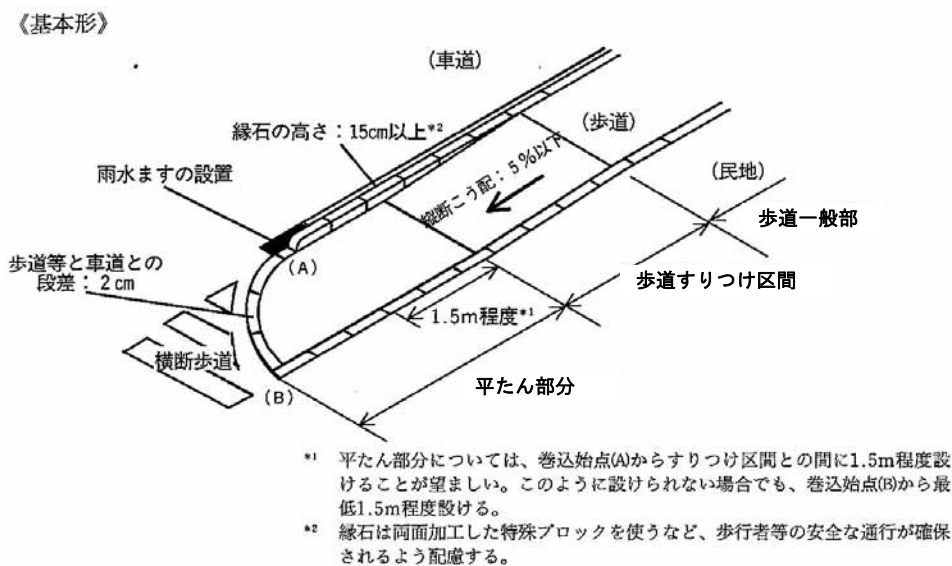 《基本形》
(車道)
縁石の高さ：15cm以上*2
(歩道)
雨水ますの設置
縦断こう配：5％以下
(民地)
歩道一般部
(A)
歩道等と車道との
段差：2cm
歩道すりつけ区間
1.5m程度*1
横断歩道
平たん部分
(B)
*1 平たん部分については、巻込始点(A)からすりつけ区間との間に1.5m程度設
けることが望ましい。このように設けられない場合でも、巻込始点(B)から最
低1.5m程度設ける。
*2 縁石は両面加工した特殊ブロックを使うなど、歩行者等の安全な通行が確保
されるよう配慮する。